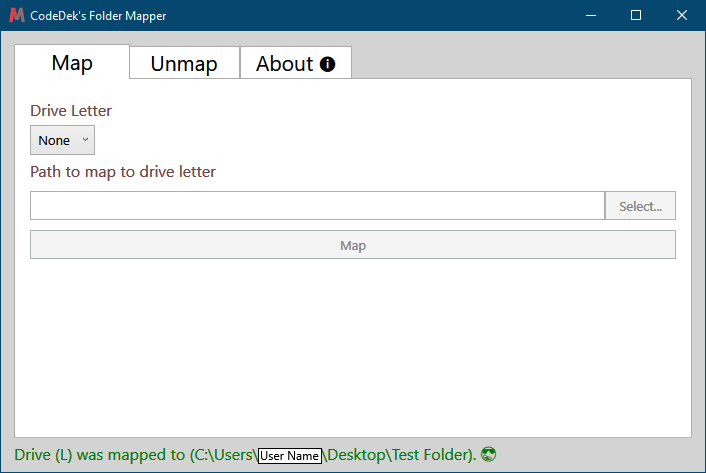 CodeDek's Folder Mapper
Map Unmap About
Drive Letter
None
Path to map to drive letter
Select...
Map
Drive (L) was mapped to (C:\Users\User Name\Desktop\Test Folder). 😎